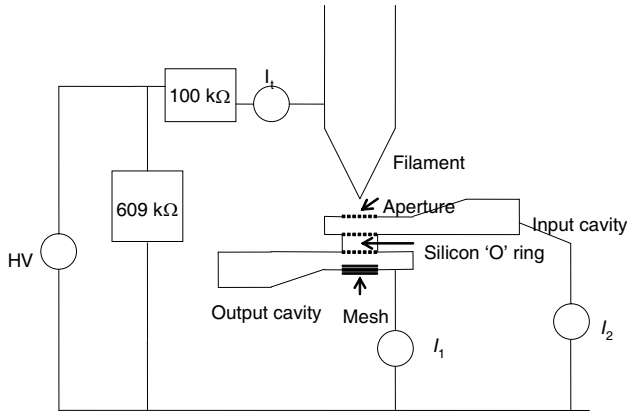 100 kΩ
It
Filament
609 kΩ
Aperture
Input cavity
Silicon ‘O’ ring
HV
Output cavity
Mesh
I1
I2